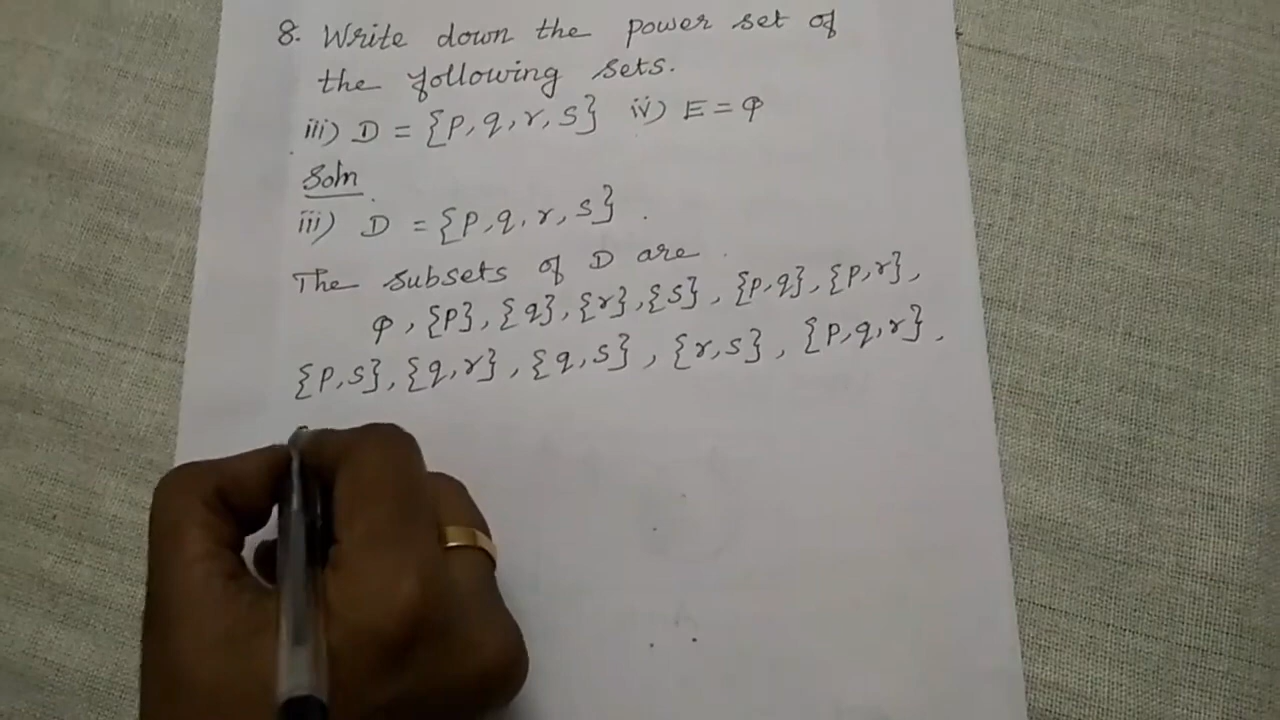 8. Write down the power set of
the following sets.
iii) D = {p, q, r, s} iv) E = φ
Soln
iii) D = {p, q, r, s}.
The subsets of D are
φ, {p}, {q}, {r}, {s}, {p, q}, {p, r},
{p, s}, {q, r}, {q, s}, {r, s}, {p, q, r},